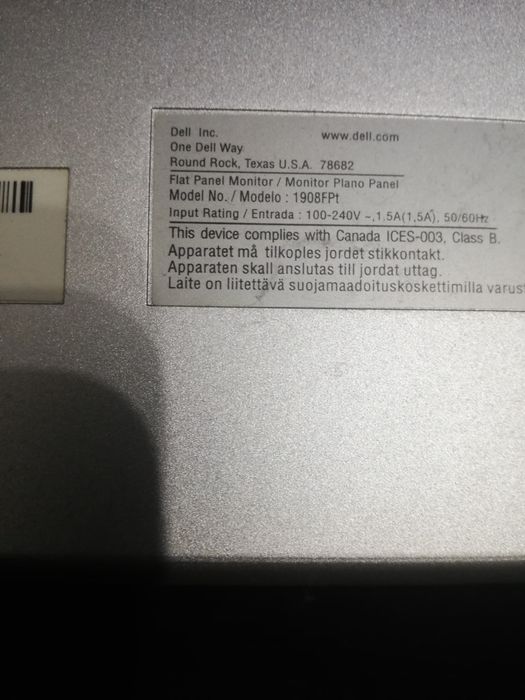 Dell Inc.
www.dell.com
One Dell Way
Round Rock, Texas U.S.A. 78682
Flat Panel Monitor / Monitor Plano Panel
Model No. / Modelo : 1908FPt
Input Rating / Entrada : 100-240V ~,1.5A(1,5A), 50/60Hz
This device complies with Canada ICES-003, Class B.
Apparatet må tilkoples jordet stikkontakt.
Apparaten skall anslutas till jordat uttag.
Laite on liitettävä suojamaadoituskoskettimilla varust